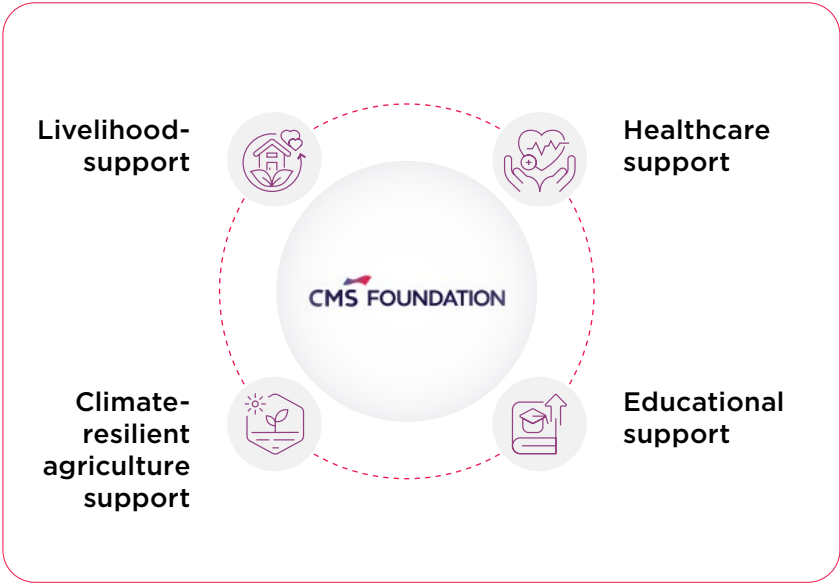 Livelihood-
support
Healthcare
support
CMS FOUNDATION
Climate-
resilient
agriculture
support
Educational
support